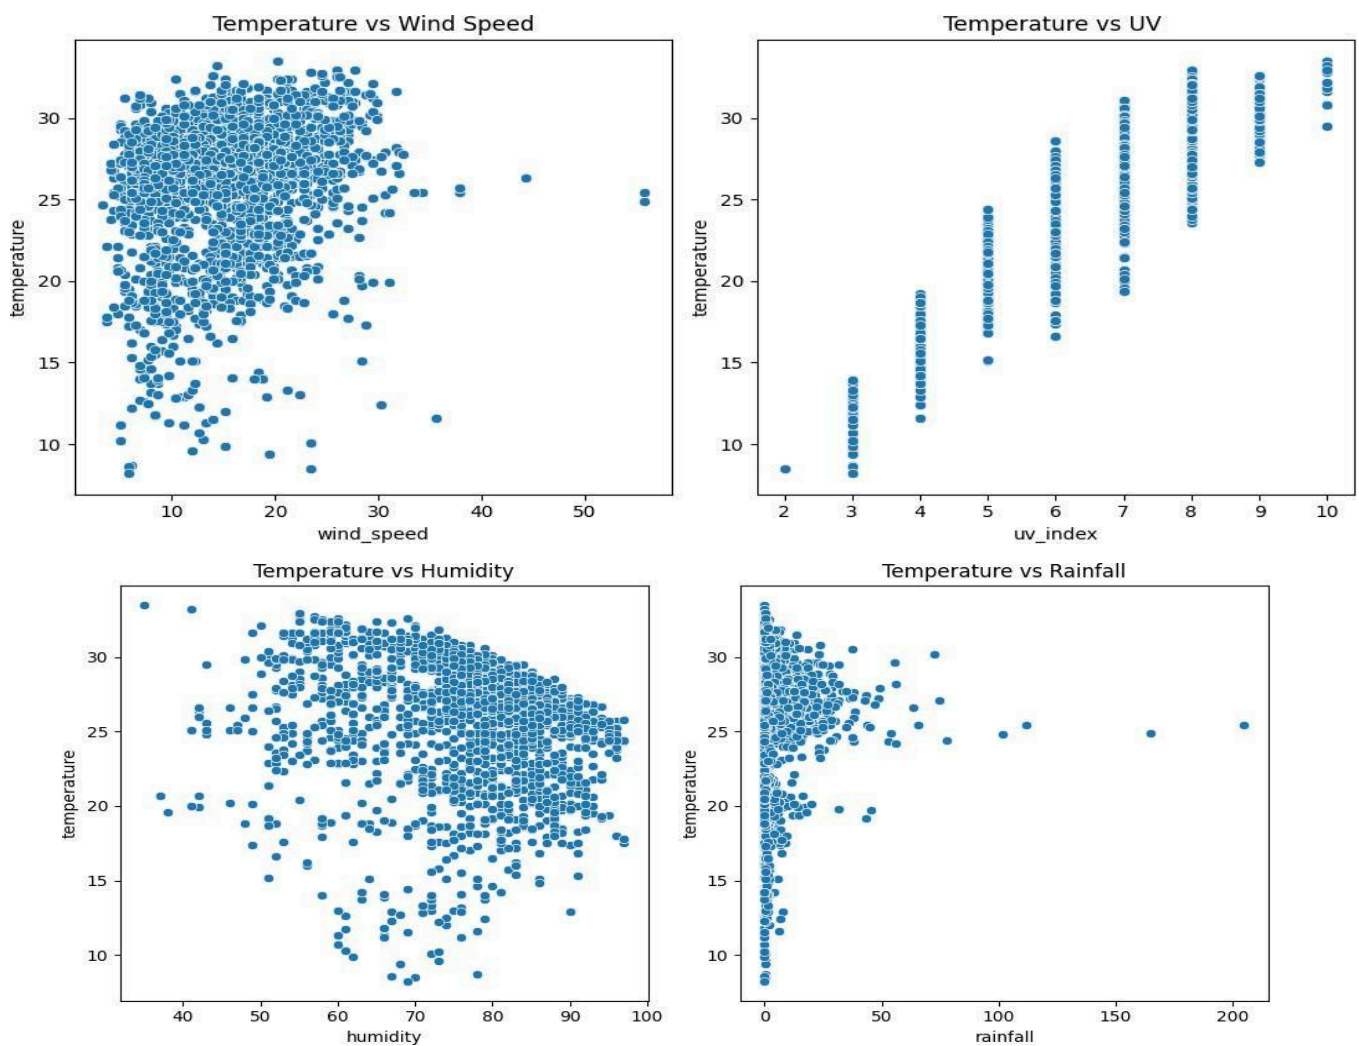 Temperature vs Wind Speed
temperature
30
25
20
15
10
10 20 30 40 50
wind_speed
Temperature vs UV
temperature
30
25
20
15
10
2 3 4 5 6 7 8 9 10
uv_index
Temperature vs Humidity
temperature
30
25
20
15
10
40 50 60 70 80 90 100
humidity
Temperature vs Rainfall
temperature
30
25
20
15
10
0 50 100 150 200
rainfall